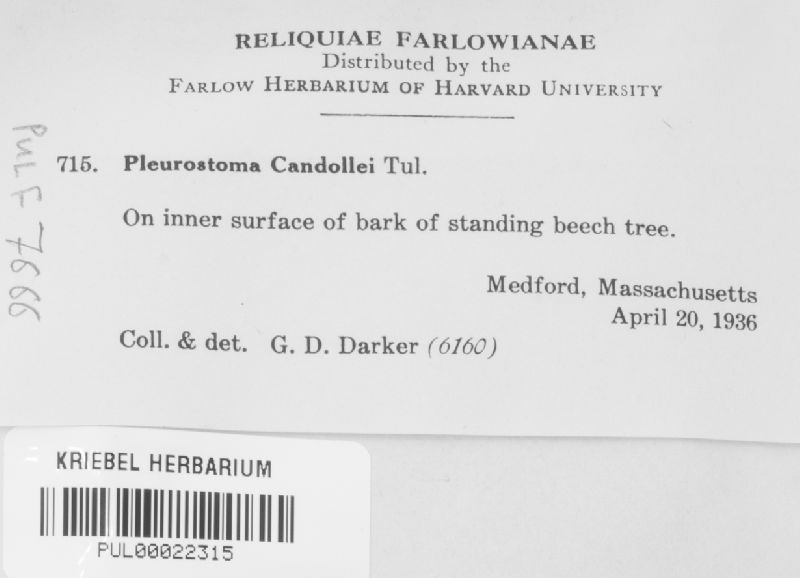 RELIQUIAE FARLOWIANAE
Distributed by the
FARLOW HERBARIUM OF HARVARD UNIVERSITY
715. Pleurostoma Candollei Tul.
On inner surface of bark of standing beech tree.
Medford, Massachusetts
April 20, 1936
Coll. & det. G. D. Darker (6160)
PUL F 7666
KRIEBEL HERBARIUM
PUL00022315